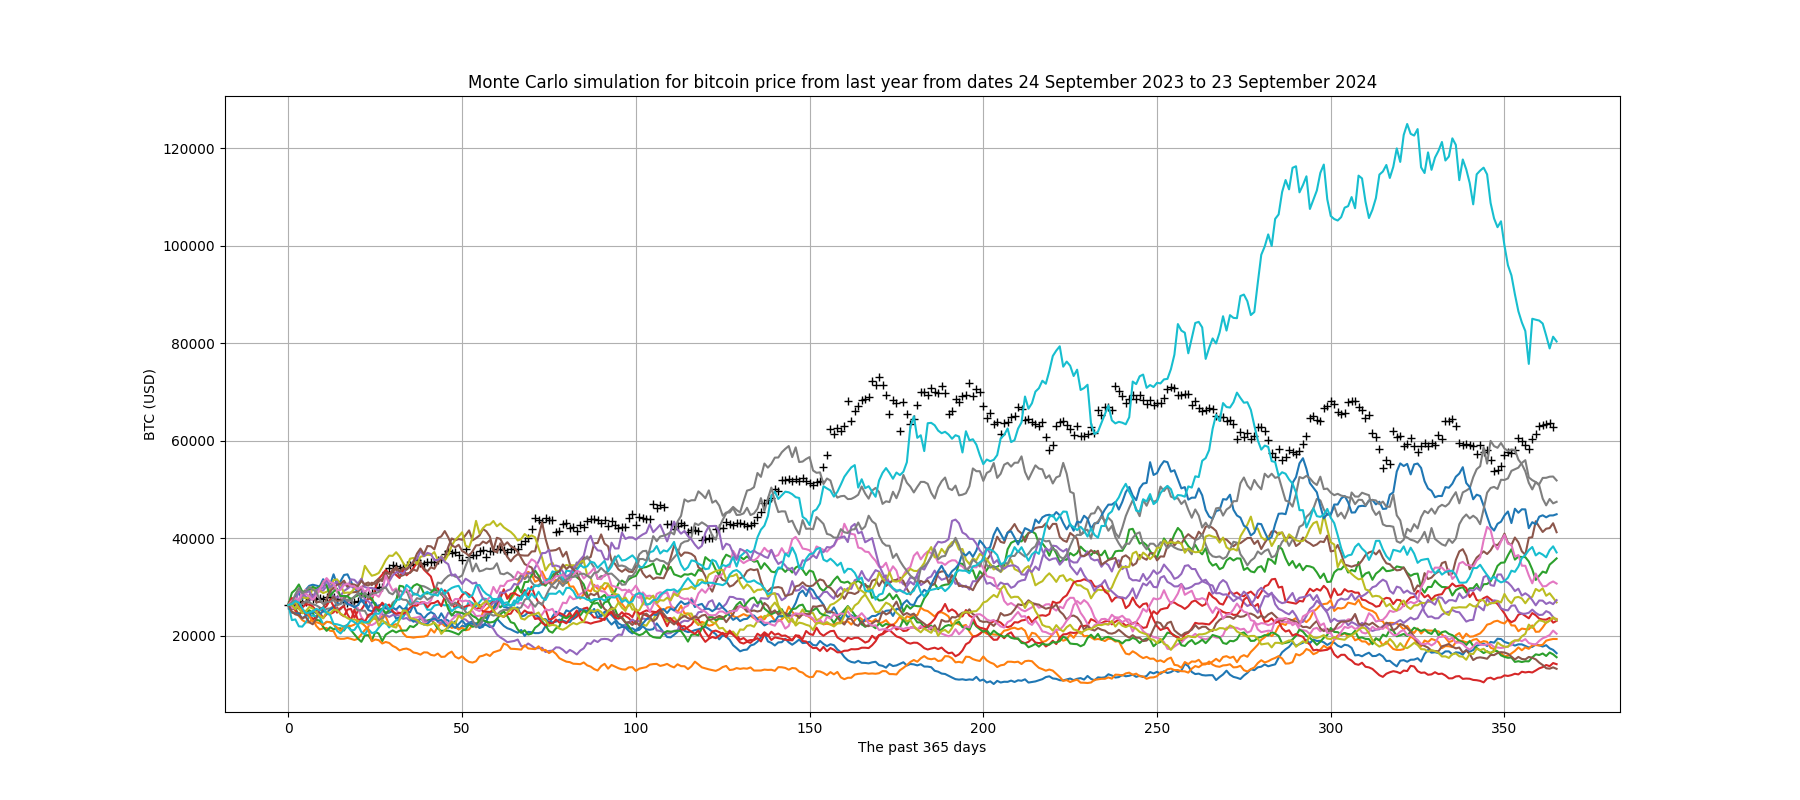 Monte Carlo simulation for bitcoin price from last year from dates 24 September 2023 to 23 September 2024
120000
100000
80000
60000
40000
20000
BTC (USD)
0 50 100 150 200 250 300 350
The past 365 days